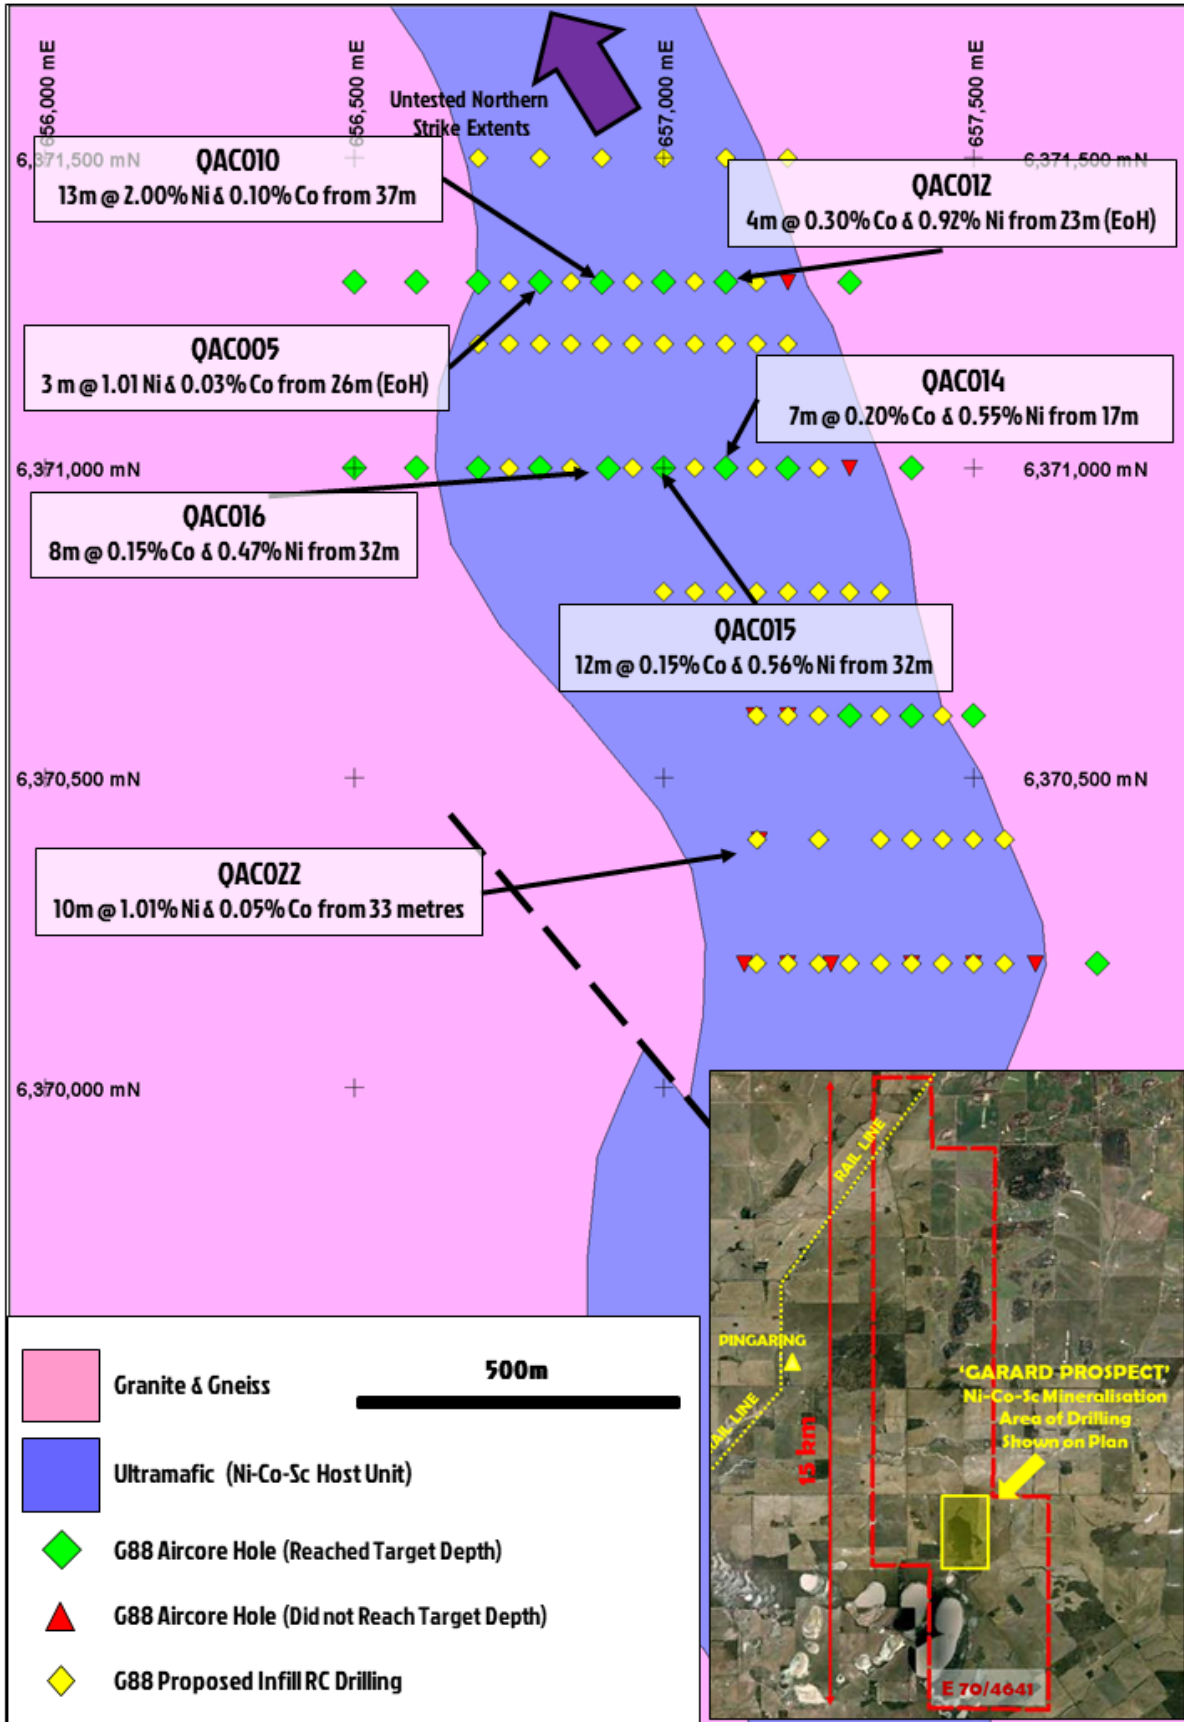 656,000 mE
656,500 mE
657,000 mE
657,500 mE
Untested Northern
Strike Extents
6,371,500 mN
6,371,500 mN
QAC010
13m @ 2.00% Ni & 0.10% Co from 37m
QAC012
4m @ 0.30% Co & 0.92% Ni from 23m (EoH)
QAC005
3 m @ 1.01 Ni & 0.03% Co from 26m (EoH)
QAC014
7m @ 0.20% Co & 0.55% Ni from 17m
6,371,000 mN
6,371,000 mN
QAC016
8m @ 0.15% Co & 0.47% Ni from 32m
QAC015
12m @ 0.15% Co & 0.56% Ni from 32m
6,370,500 mN
6,370,500 mN
QAC022
10m @ 1.01% Ni & 0.05% Co from 33 metres
6,370,000 mN
RAIL LINE
PINGARING
RAIL LINE
15 km
'GARARD PROSPECT'
Ni-Co-Sc Mineralisation
Area of Drilling
Shown on Plan
E 70/4641
500m
Granite & Gneiss
Ultramafic (Ni-Co-Sc Host Unit)
G88 Aircore Hole (Reached Target Depth)
G88 Aircore Hole (Did not Reach Target Depth)
G88 Proposed Infill RC Drilling